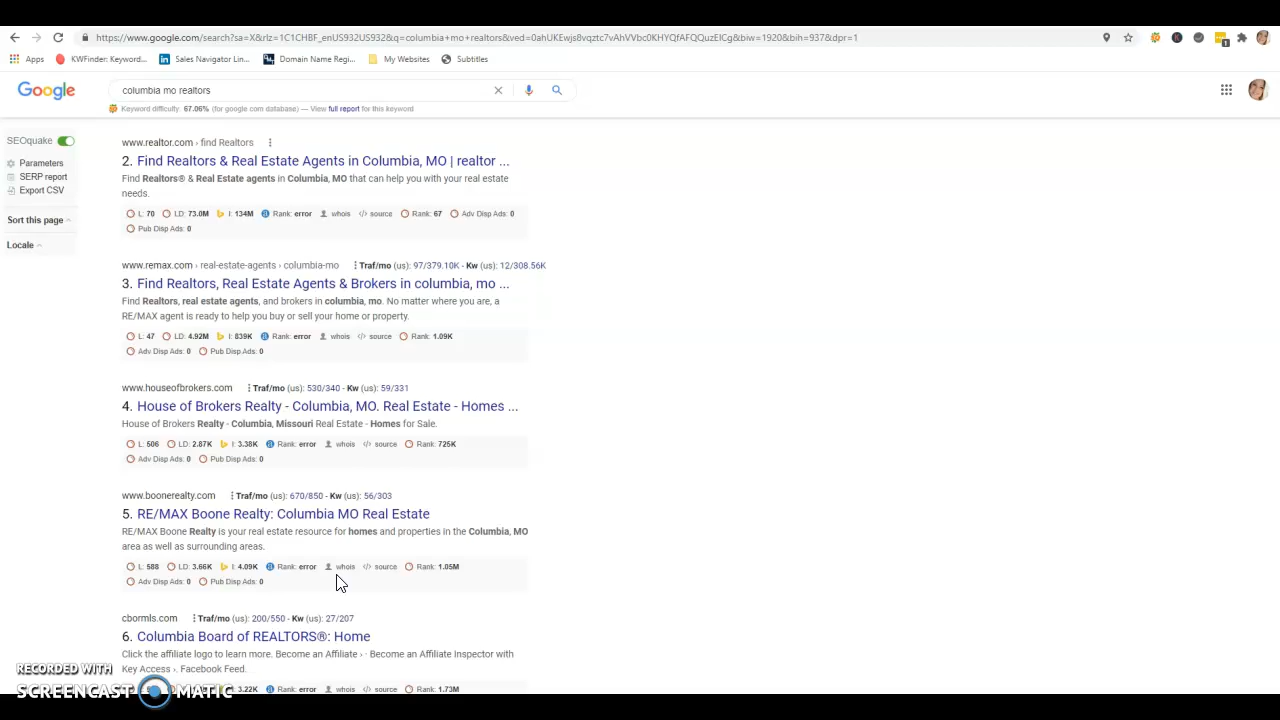 https://www.google.com/search?sa=X&rlz=1C1CHBF_enUS932US932&q=columbia+mo+realtors&ved=0ahUKEwjs8vqztc7vAhVVbc0KHYQfAFQQuzEICg&biw=1920&bih=937&dpr=1
Apps KWFinder: Keyword... Sales Navigator Lin... Domain Name Regi... My Websites Subtitles
Google columbia mo realtors
Keyword difficulty: 67.06% (for google.com database) — View full report for this keyword
SEOquake
Parameters
SERP report
Export CSV
Sort this page
Locale
www.realtor.com › find Realtors
2. Find Realtors & Real Estate Agents in Columbia, MO | realtor ...
Find Realtors® & Real Estate agents in Columbia, MO that can help you with your real estate
needs.
L: 70 LD: 73.0M I: 134M Rank: error whois </> source Rank: 67 Adv Disp Ads: 0
Pub Disp Ads: 0
www.remax.com › real-estate-agents › columbia-mo Traf/mo (us): 97/379.10K - Kw (us): 12/308.56K
3. Find Realtors, Real Estate Agents & Brokers in columbia, mo ...
Find Realtors, real estate agents, and brokers in columbia, mo. No matter where you are, a
RE/MAX agent is ready to help you buy or sell your home or property.
L: 47 LD: 4.92M I: 839K Rank: error whois </> source Rank: 1.09K
Adv Disp Ads: 0 Pub Disp Ads: 0
www.houseofbrokers.com Traf/mo (us): 530/340 - Kw (us): 59/331
4. House of Brokers Realty - Columbia, MO. Real Estate - Homes ...
House of Brokers Realty - Columbia, Missouri Real Estate - Homes for Sale.
L: 506 LD: 2.87K I: 3.38K Rank: error whois </> source Rank: 725K
Adv Disp Ads: 0 Pub Disp Ads: 0
www.boonerealty.com Traf/mo (us): 670/850 - Kw (us): 56/303
5. RE/MAX Boone Realty: Columbia MO Real Estate
RE/MAX Boone Realty is your real estate resource for homes and properties in the Columbia, MO
area as well as surrounding areas.
L: 588 LD: 3.66K I: 4.09K Rank: error whois </> source Rank: 1.05M
Adv Disp Ads: 0 Pub Disp Ads: 0
cbormls.com Traf/mo (us): 200/550 - Kw (us): 27/207
6. Columbia Board of REALTORS®: Home
Click the affiliate logo to learn more. Become an Affiliate › · Become an Affiliate Inspector with
Key Access ›. Facebook Feed.
3.22K Rank: error whois </> source Rank: 1.73M
RECORDED WITH
SCREENCAST MATIC